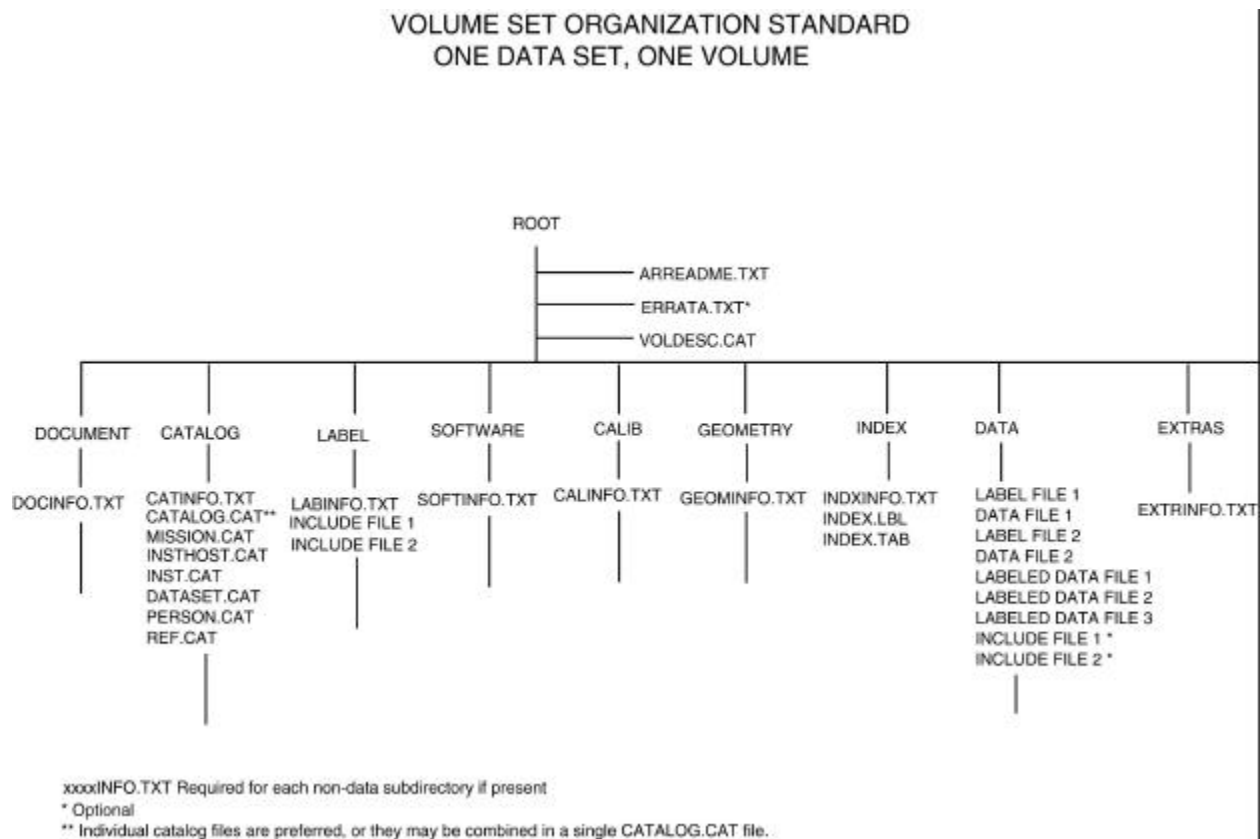 VOLUME SET ORGANIZATION STANDARD
ONE DATA SET, ONE VOLUME
ROOT
ARREADME.TXT
ERRATA.TXT*
VOLDESC.CAT
DOCUMENT
DOCINFO.TXT
CATALOG
CATINFO.TXT
CATALOG.CAT**
MISSION.CAT
INSTHOST.CAT
INST.CAT
DATASET.CAT
PERSON.CAT
REF.CAT
LABEL
LABINFO.TXT
INCLUDE FILE 1
INCLUDE FILE 2
SOFTWARE
SOFTINFO.TXT
CALIB
CALINFO.TXT
GEOMETRY
GEOMINFO.TXT
INDEX
INDXINFO.TXT
INDEX.LBL
INDEX.TAB
DATA
LABEL FILE 1
DATA FILE 1
LABEL FILE 2
DATA FILE 2
LABELED DATA FILE 1
LABELED DATA FILE 2
LABELED DATA FILE 3
INCLUDE FILE 1 *
INCLUDE FILE 2 *
EXTRAS
EXTRINFO.TXT
xxxxINFO.TXT Required for each non-data subdirectory if present
* Optional
** Individual catalog files are preferred, or they may be combined in a single CATALOG.CAT file.